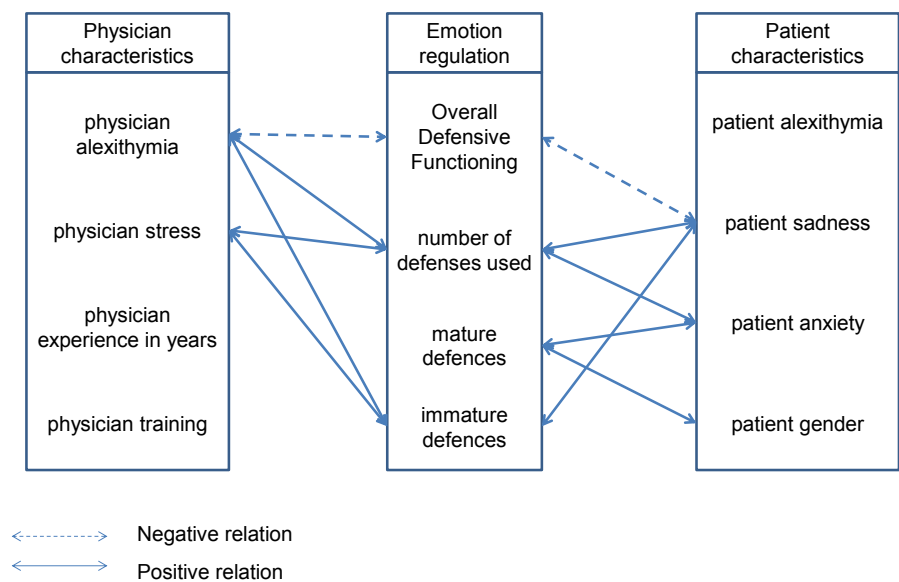 Physician
characteristics
physician
alexithymia
physician stress
physician
experience in years
physician training
Emotion
regulation
Overall
Defensive
Functioning
number of
defenses used
mature
defences
immature
defences
Patient
characteristics
patient alexithymia
patient sadness
patient anxiety
patient gender
Negative relation
Positive relation